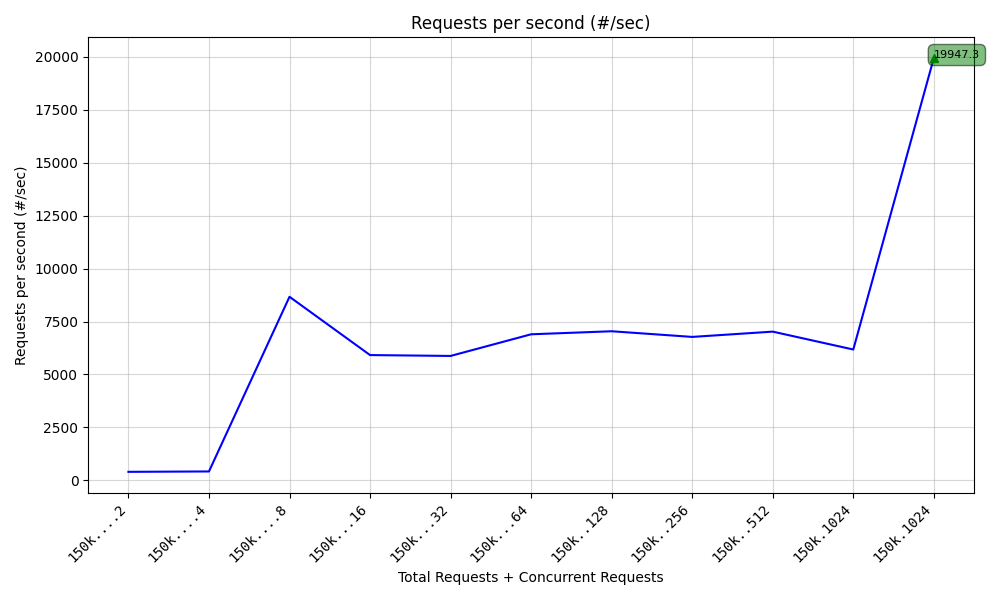 Requests per second (#/sec)
20000
19947.3
17500
15000
12500
10000
7500
5000
2500
0
Requests per second (#/sec)
150k....2
150k....4
150k....8
150k...16
150k...32
150k...64
150k..128
150k..256
150k..512
150k.1024
150k.1024
Total Requests + Concurrent Requests